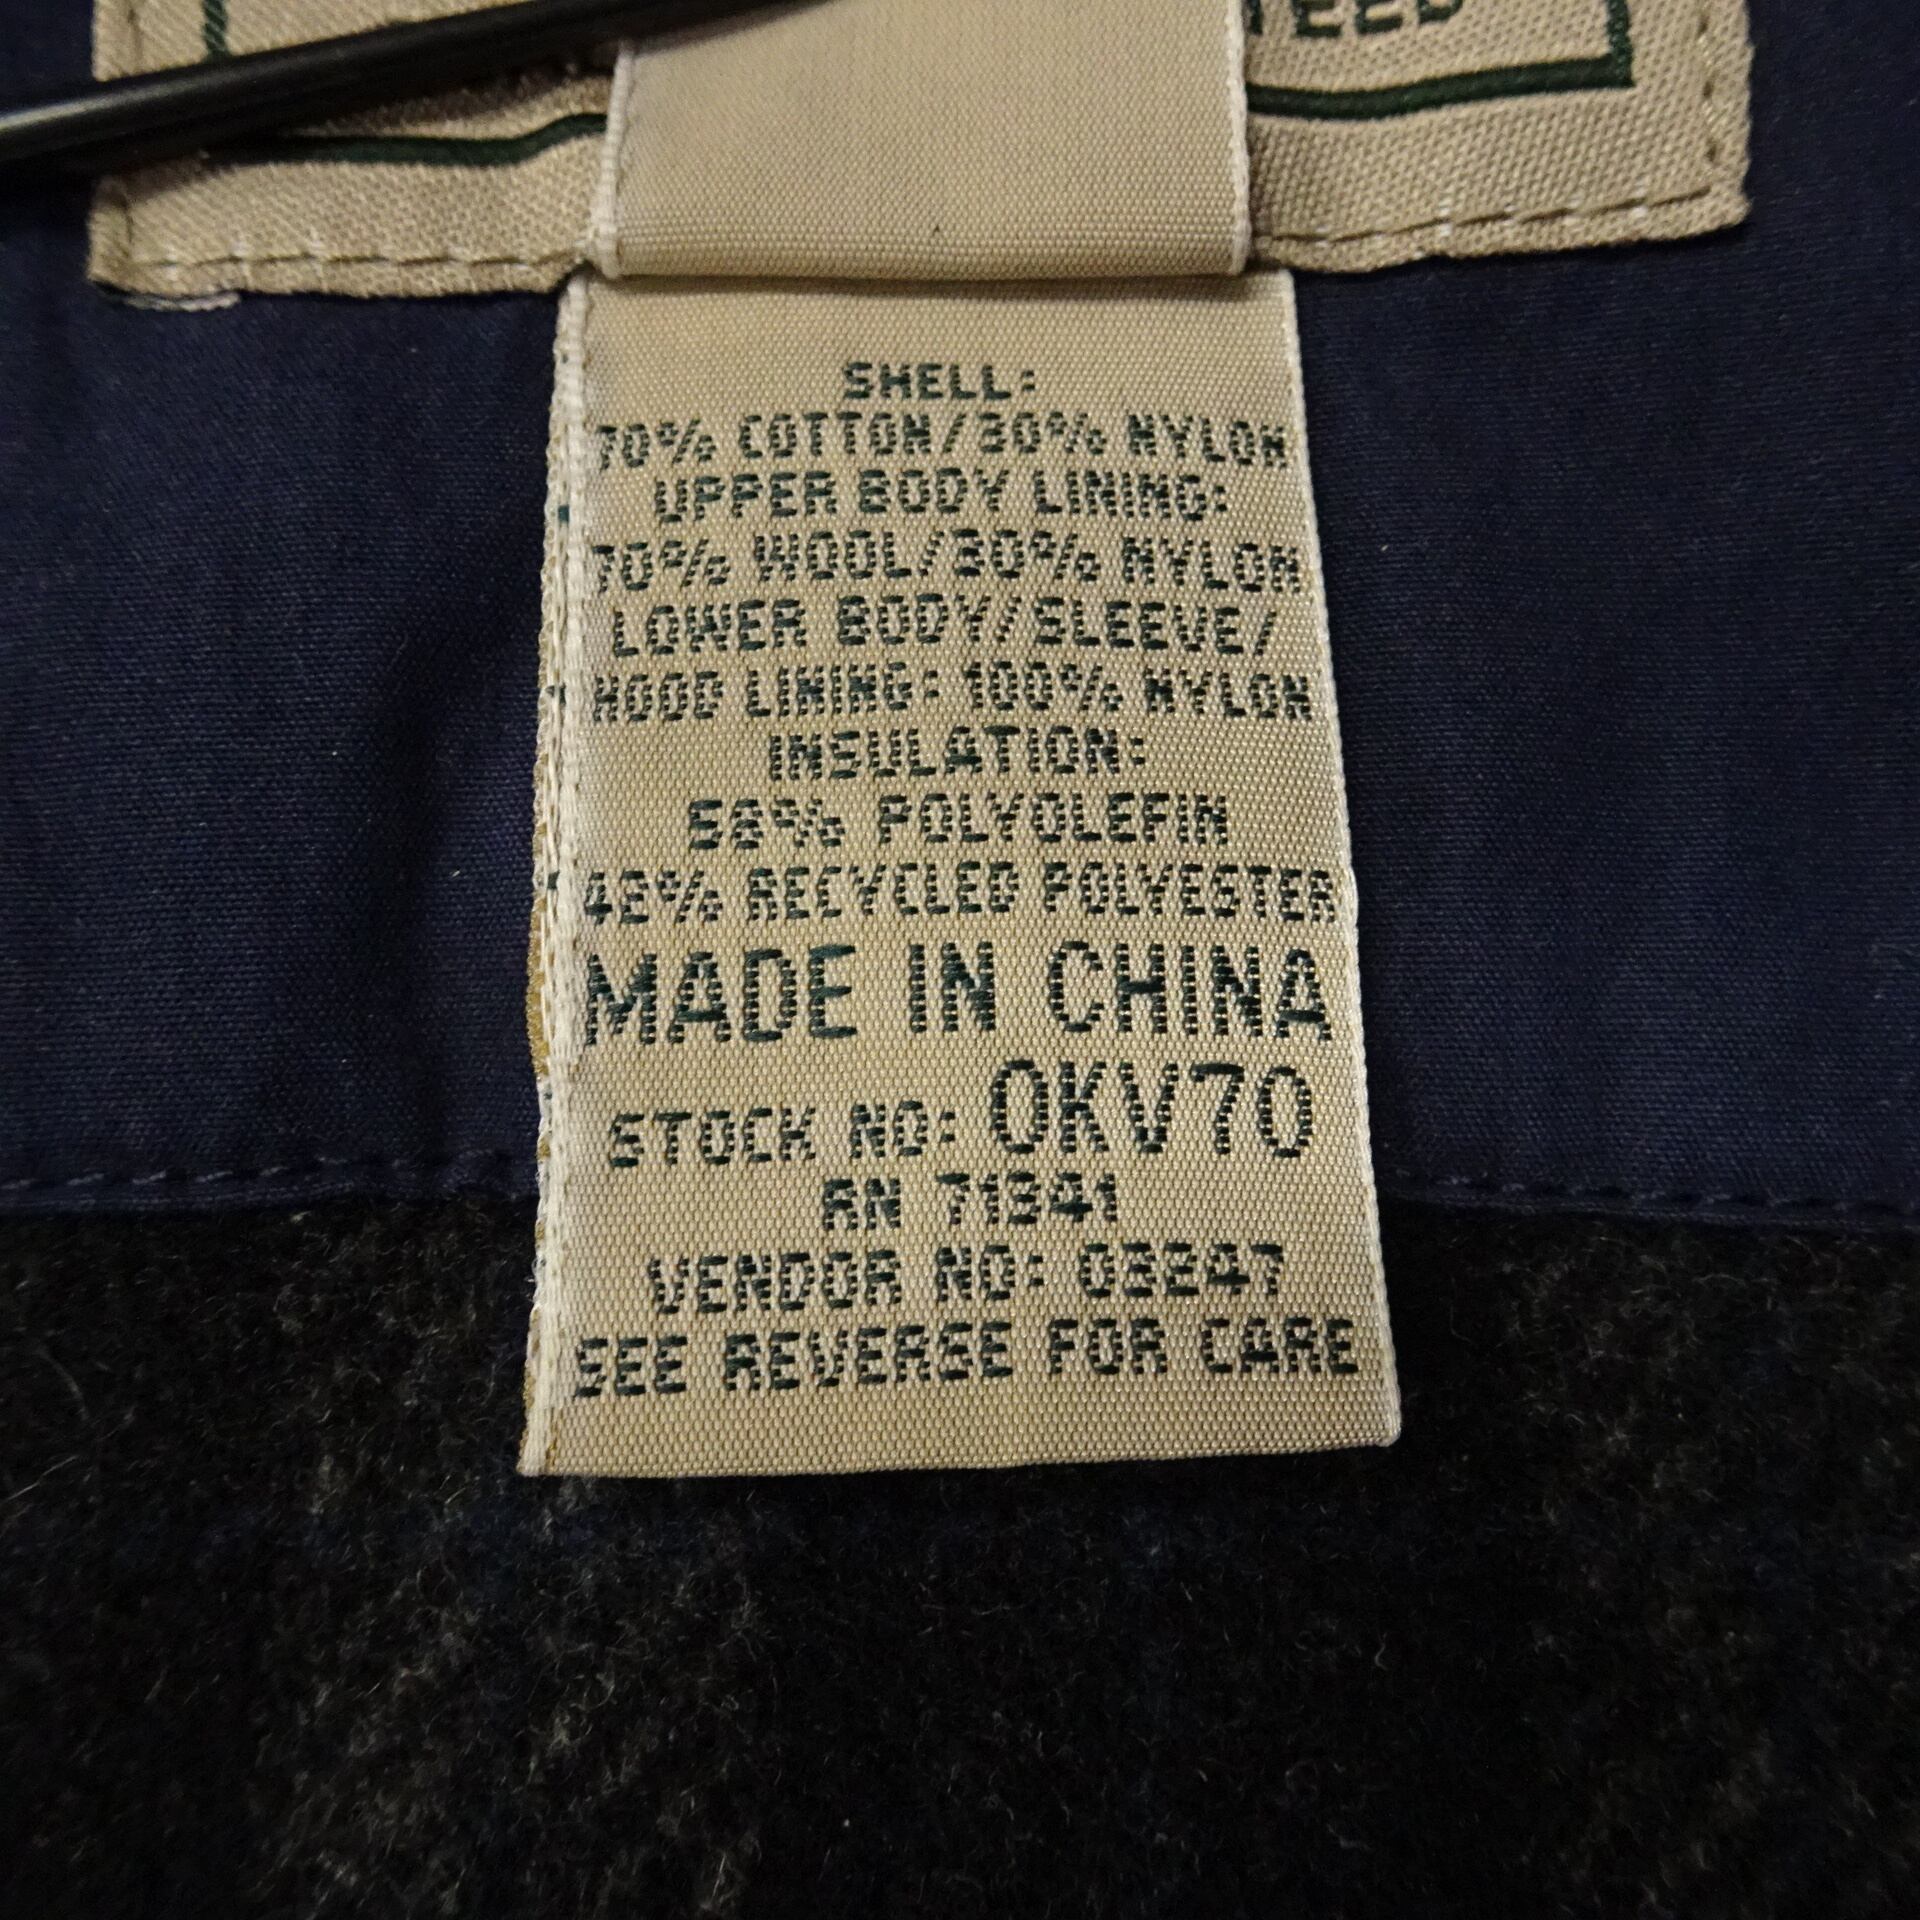 SHELL:
70% COTTON/30% NYLON
UPPER BODY LINING:
70% WOOL/30% NYLON
LOWER BODY/SLEEVE/
HOOD LINING: 100% NYLON
INSULATION:
58% POLYOLEFIN
42% RECYCLED POLYESTER
MADE IN CHINA
STOCK NO: OKV70
RN 71341
VENDOR NO: 03247
SEE REVERSE FOR CARE